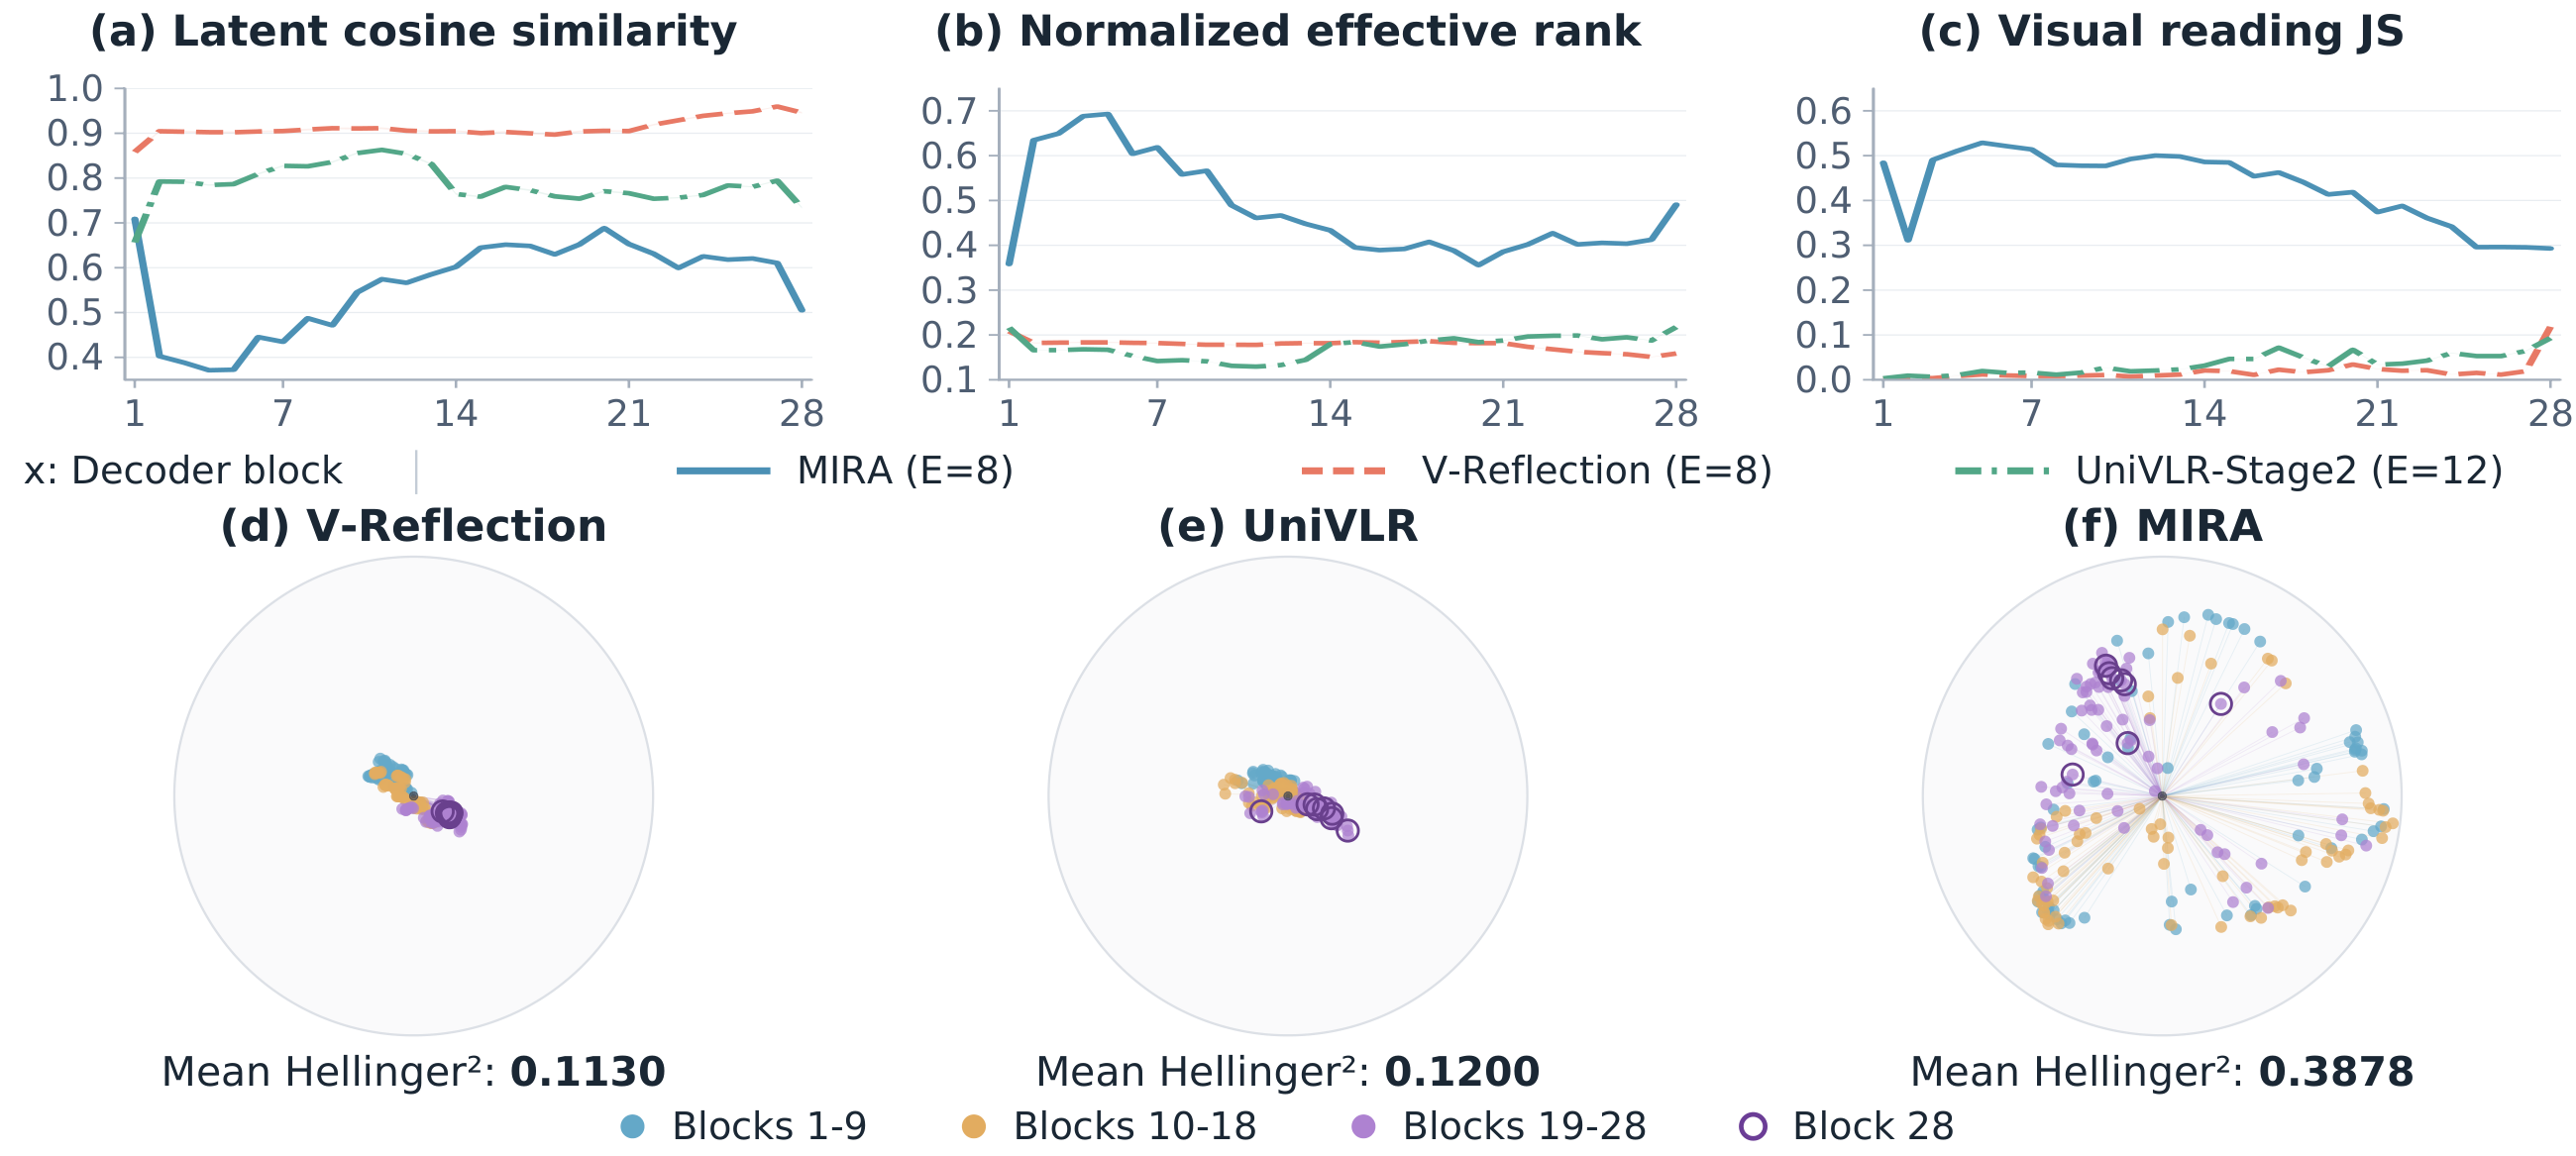 (a) Latent cosine similarity
1.0
0.9
0.8
0.7
0.6
0.5
0.4
1 7 14 21 28
(b) Normalized effective rank
0.7
0.6
0.5
0.4
0.3
0.2
0.1
1 7 14 21 28
(c) Visual reading JS
0.6
0.5
0.4
0.3
0.2
0.1
0.0
1 7 14 21 28
x: Decoder block MIRA (E=8) V-Reflection (E=8) UniVLR-Stage2 (E=12)
(d) V-Reflection
Mean Hellinger²: 0.1130
(e) UniVLR
Mean Hellinger²: 0.1200
(f) MIRA
Mean Hellinger²: 0.3878
Blocks 1-9 Blocks 10-18 Blocks 19-28 Block 28